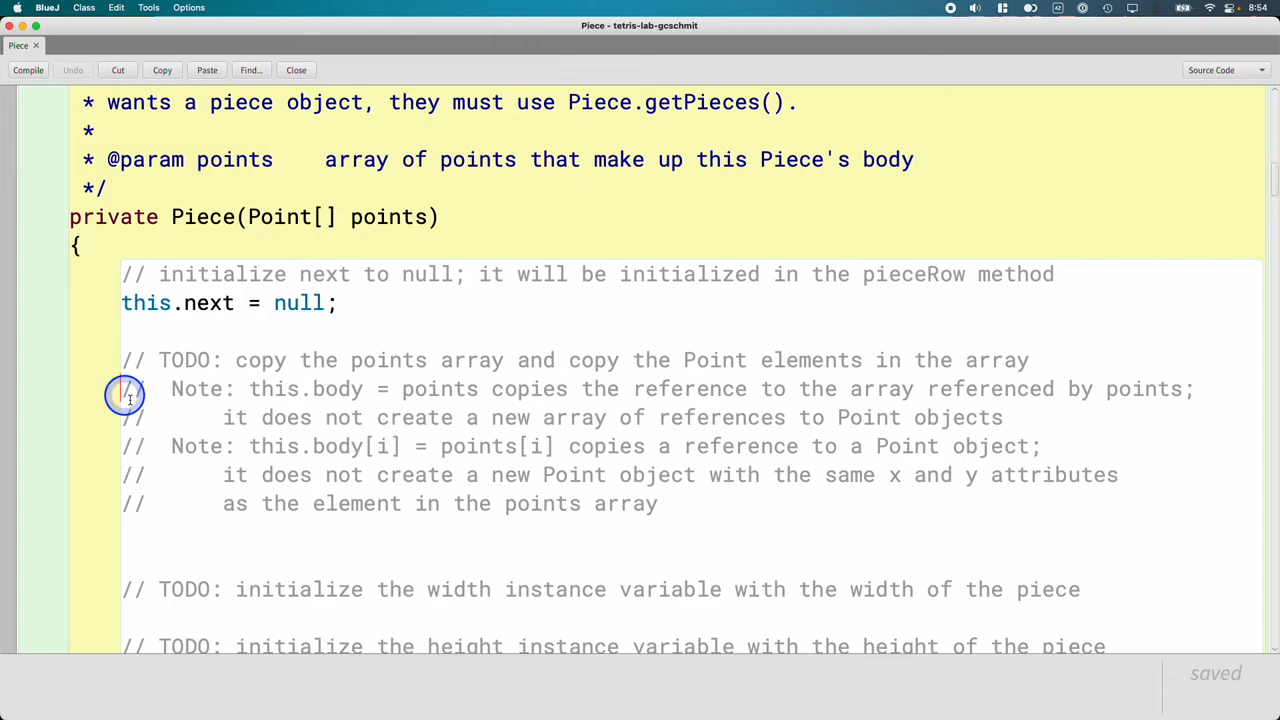 BlueJ Class Edit Tools Options 8:54
Piece - tetris-lab-gcschmit
Piece
Compile Undo Cut Copy Paste Find... Close Source Code
* wants a piece object, they must use Piece.getPieces().
*
* @param points    array of points that make up this Piece's body
*/
private Piece(Point[] points)
{
// initialize next to null; it will be initialized in the pieceRow method
this.next = null;
// TODO: copy the points array and copy the Point elements in the array
//  Note: this.body = points copies the reference to the array referenced by points;
//      it does not create a new array of references to Point objects
//  Note: this.body[i] = points[i] copies a reference to a Point object;
//      it does not create a new Point object with the same x and y attributes
//      as the element in the points array
// TODO: initialize the width instance variable with the width of the piece
// TODO: initialize the height instance variable with the height of the piece
saved